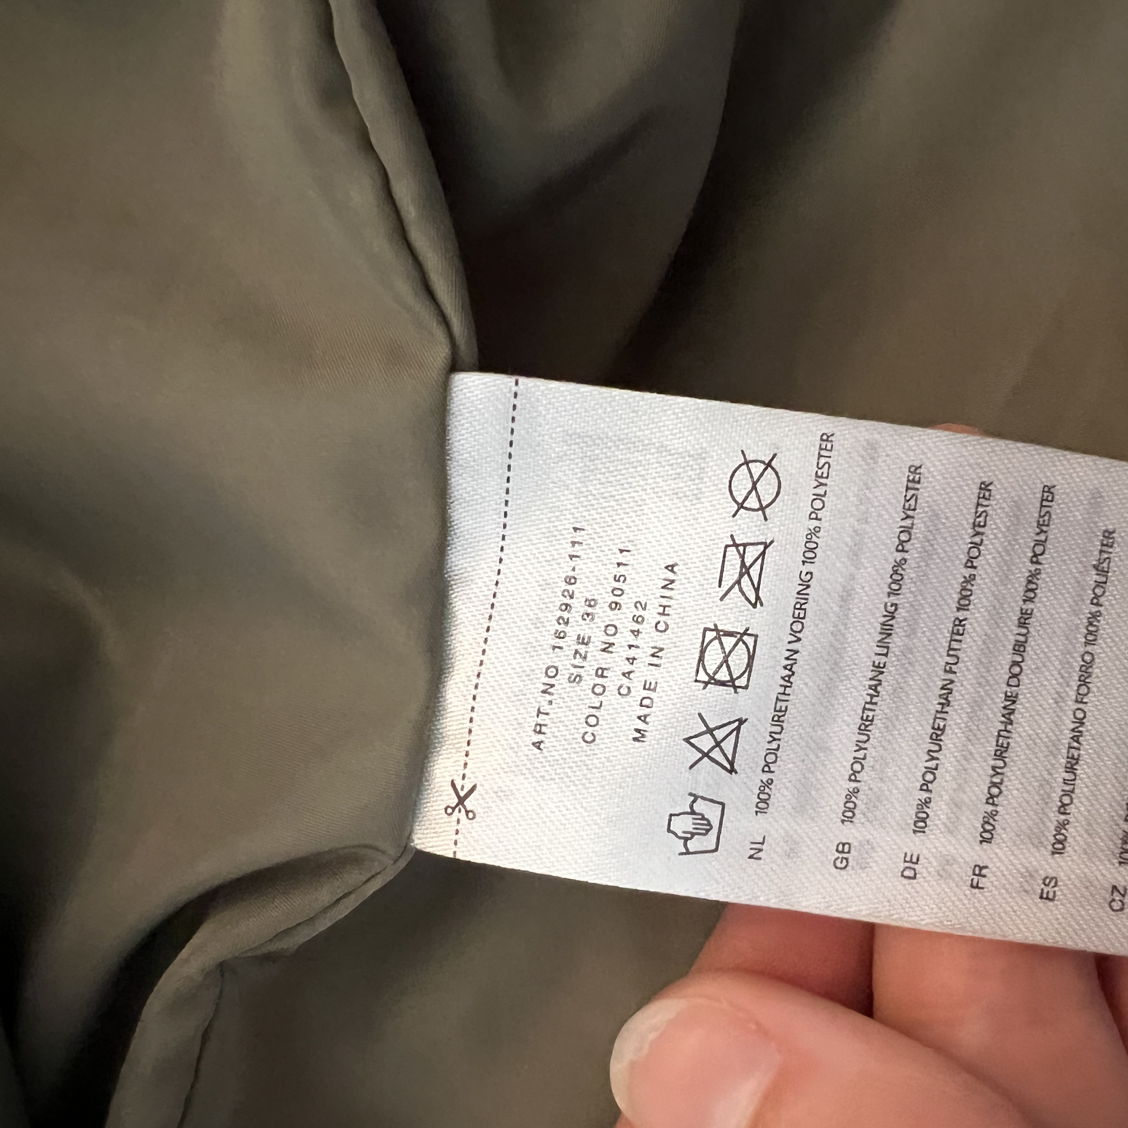 ART.NO 162926-111
SIZE 36
COLOR NO 90511
CA41462
MADE IN CHINA
NL 100% POLYURETHAAN VOERING 100% POLYESTER
GB 100% POLYURETHANE LINING 100% POLYESTER
DE 100% POLYURETHAN FUTTER 100% POLYESTER
FR 100% POLYURETHANE DOUBLURE 100% POLYESTER
ES 100% POLIURETANO FORRO 100% POLIÉSTER
CZ 100%